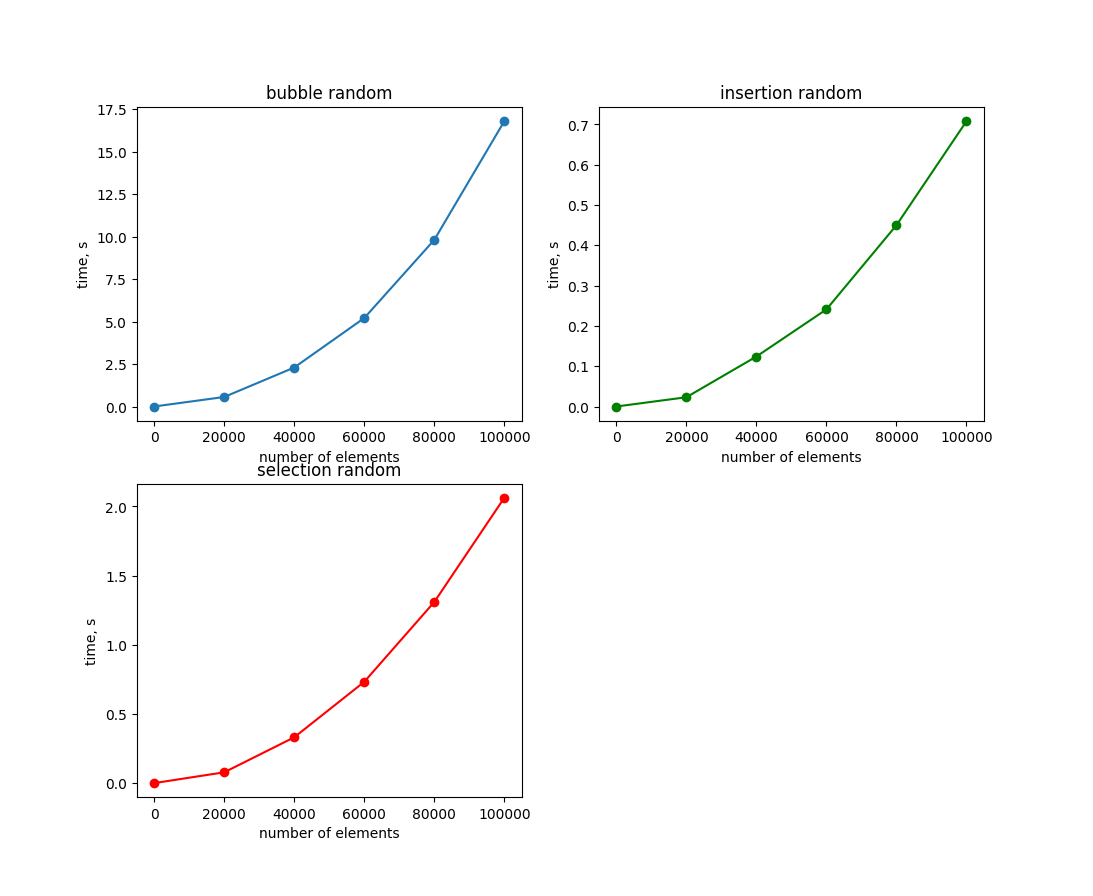 bubble random
17.5
15.0
12.5
10.0
7.5
5.0
2.5
0.0
time, s
0 20000 40000 60000 80000 100000
number of elements
insertion random
0.7
0.6
0.5
0.4
0.3
0.2
0.1
0.0
time, s
0 20000 40000 60000 80000 100000
number of elements
selection random
2.0
1.5
1.0
0.5
0.0
time, s
0 20000 40000 60000 80000 100000
number of elements